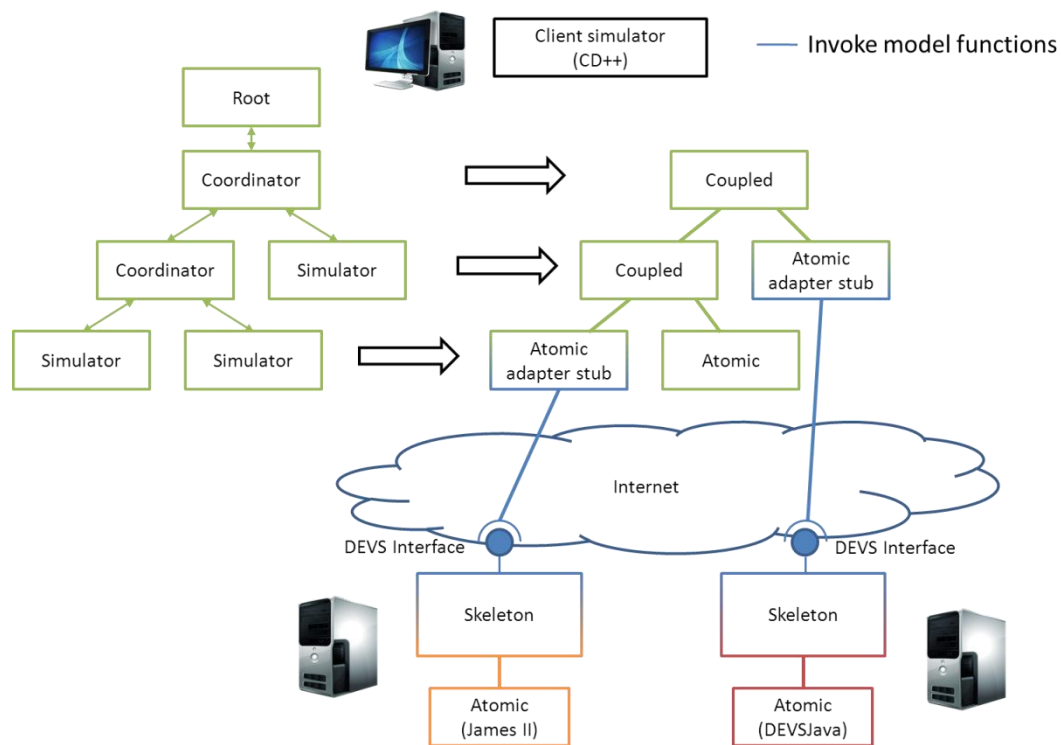 Client simulator
(CD++)
Invoke model functions
Root
Coordinator
Coupled
Coordinator
Simulator
Coupled
Atomic
adapter stub
Simulator
Simulator
Atomic
adapter stub
Atomic
Internet
DEVS Interface
DEVS Interface
Skeleton
Skeleton
Atomic
(James II)
Atomic
(DEVSJava)